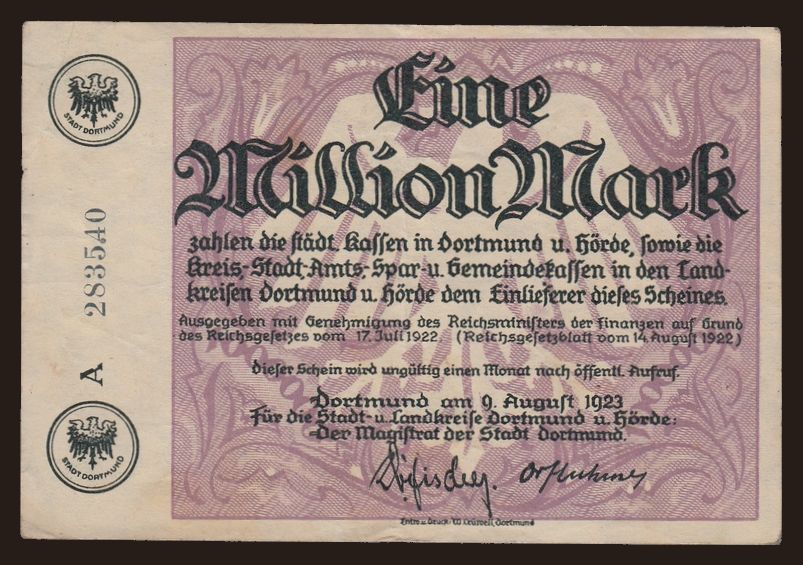 STADT DORTMUND
A 283540
STADT DORTMUND
Eine
Million Mark
zahlen die städt. Kassen in Dortmund u. Hörde, sowie die
Kreis-Stadt-Amts-Spar-u. Gemeindekassen in den Land-
kreisen Dortmund u. Hörde dem Einlieferer dieses Scheines.
Ausgegeben mit Genehmigung des Reichsministers der Finanzen auf Grund
des Reichsgesetzes vom 17. Juli 1922. (Reichsgesetzblatt vom 14. August 1922)
Dieser Schein wird ungültig einen Monat nach öffentl. Aufruf.
Dortmund am 9. August 1923
Für die Stadt-u. Landkreise Dortmund u. Hörde:
Der Magistrat der Stadt Dortmund.
Entw. u. Druck: Krüwell, Dortmund